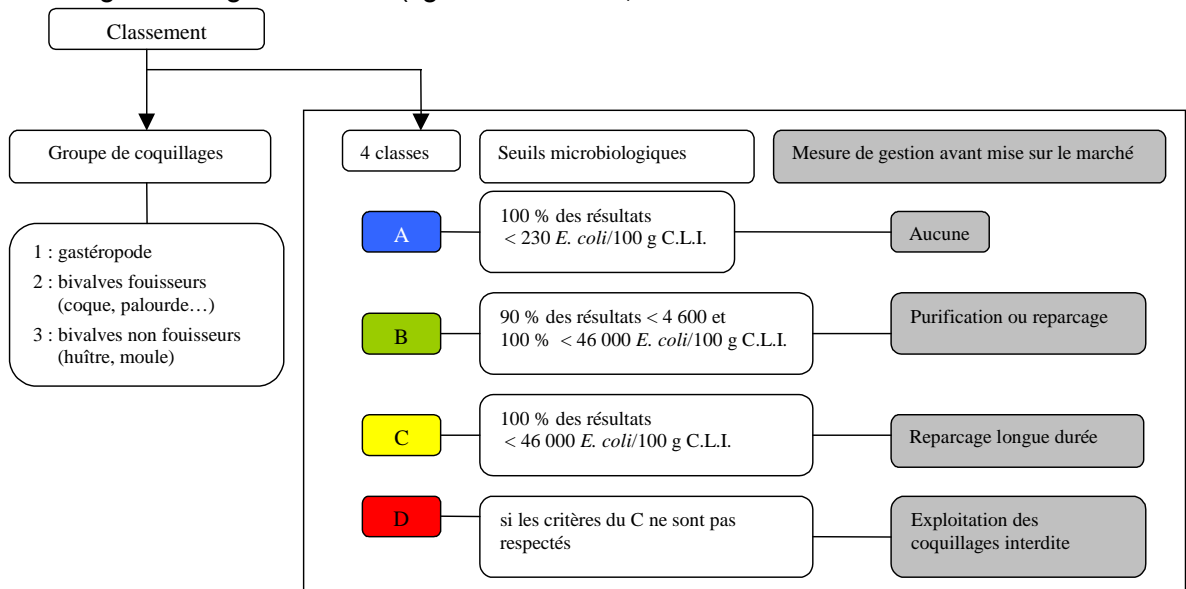 Classement
Groupe de coquillages
1 : gastéropode
2 : bivalves fouisseurs
(coque, palourde…)
3 : bivalves non fouisseurs
(huître, moule)
4 classes
Seuils microbiologiques
Mesure de gestion avant mise sur le marché
A
100 % des résultats
< 230 E. coli/100 g C.L.I.
Aucune
B
90 % des résultats < 4 600 et
100 % < 46 000 E. coli/100 g C.L.I.
Purification ou reparcage
C
100 % des résultats
< 46 000 E. coli/100 g C.L.I.
Reparcage longue durée
D
si les critères du C ne sont pas
respectés
Exploitation des
coquillages interdite